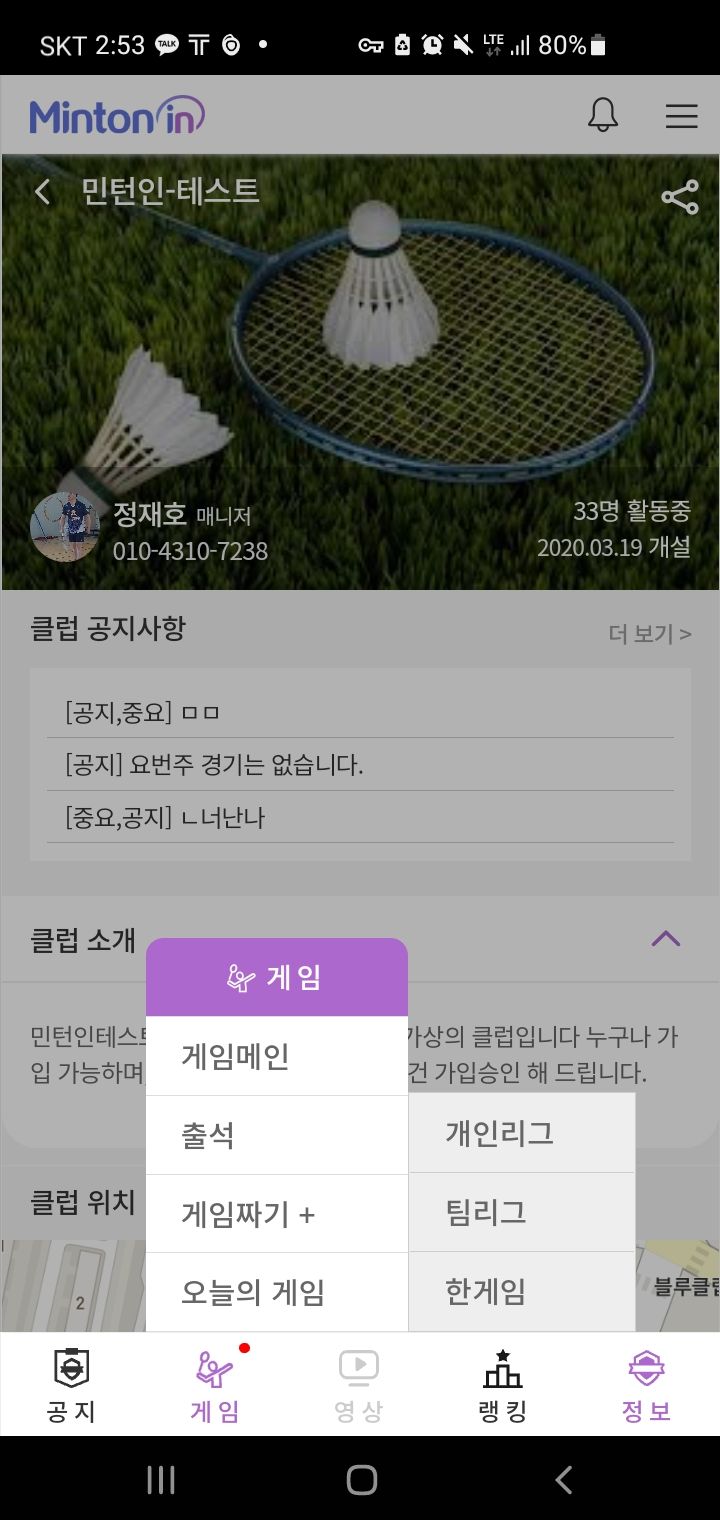 SKT 2:53 TALK LTE 80%
Minton in
민턴인-테스트
정재호 매니저
33명 활동중
010-4310-7238
2020.03.19 개설
클럽 공지사항
더 보기 >
[공지,중요] ㅁㅁ
[공지] 요번주 경기는 없습니다.
[중요,공지] ㄴ너난나
클럽 소개
게임
민턴인테스트
가상의 클럽입니다 누구나 가
입 가능하며,
건 가입승인 해 드립니다.
게임메인
출석
개인리그
클럽 위치
게임짜기 +
팀리그
오늘의 게임
한게임
2
블루클럽
공지
게임
영상
랭킹
정보